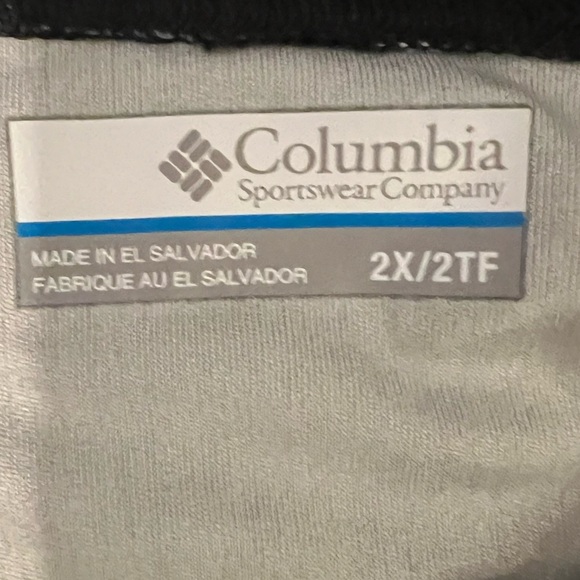 Columbia
Sportswear Company
MADE IN EL SALVADOR
FABRIQUE AU EL SALVADOR
2X/2TF